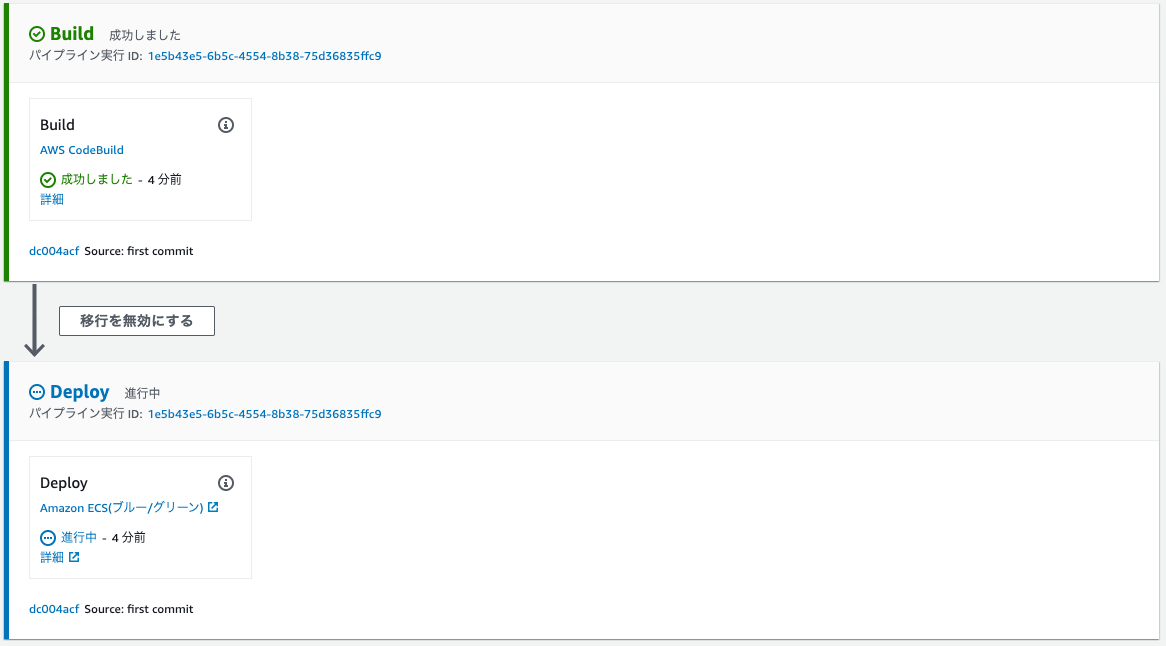 Build 成功しました
パイプライン実行 ID: 1e5b43e5-6b5c-4554-8b38-75d36835ffc9
Build
AWS CodeBuild
成功しました - 4 分前
詳細
dc004acf Source: first commit
移行を無効にする
Deploy 進行中
パイプライン実行 ID: 1e5b43e5-6b5c-4554-8b38-75d36835ffc9
Deploy
Amazon ECS(ブルー/グリーン)
進行中 - 4 分前
詳細
dc004acf Source: first commit